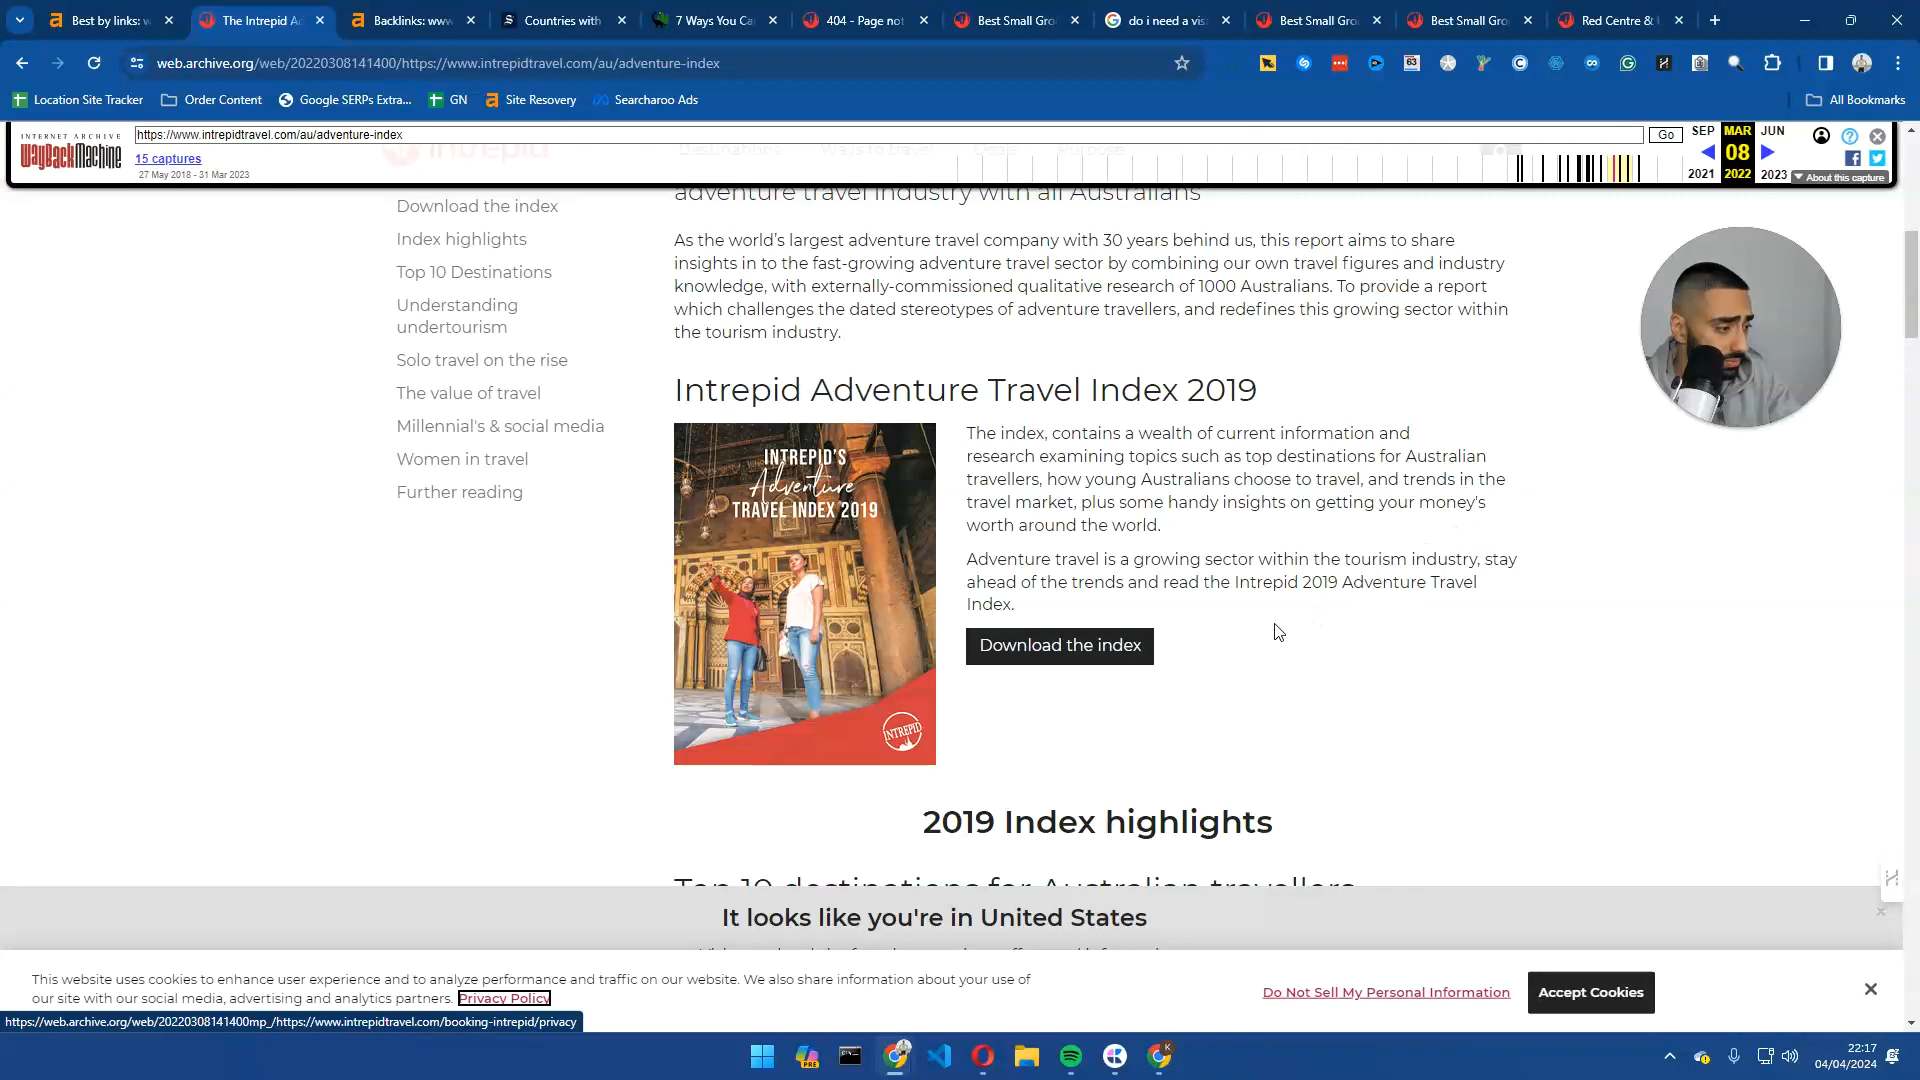 Best by links: w
The Intrepid Ac
Backlinks: www
Countries with
7 Ways You Ca
404 - Page not
Best Small Gro
do i need a visa
Best Small Gro
Best Small Gro
Red Centre &
web.archive.org/web/20220308141400/https://www.intrepidtravel.com/au/adventure-index
Location Site Tracker
Order Content
Google SERPs Extra...
GN
Site Recovery
Searcharoo Ads
All Bookmarks
INTERNET ARCHIVE
WayBackMachine
https://www.intrepidtravel.com/au/adventure-index
Go
SEP
MAR
JUN
15 captures
08
27 May 2018 - 31 Mar 2023
2021
2022
2023
About this capture
intrepid
Destinations
Ways to travel
Deals
Purpose
adventure travel industry with all Australians
Download the index
Index highlights
Top 10 Destinations
Understanding
undertourism
Solo travel on the rise
The value of travel
Millennial's & social media
Women in travel
Further reading
As the world's largest adventure travel company with 30 years behind us, this report aims to share
insights in to the fast-growing adventure travel sector by combining our own travel figures and industry
knowledge, with externally-commissioned qualitative research of 1000 Australians. To provide a report
which challenges the dated stereotypes of adventure travellers, and redefines this growing sector within
the tourism industry.
Intrepid Adventure Travel Index 2019
INTREPID'S
Adventure
TRAVEL INDEX 2019
INTREPID
The index, contains a wealth of current information and
research examining topics such as top destinations for Australian
travellers, how young Australians choose to travel, and trends in the
travel market, plus some handy insights on getting your money's
worth around the world.
Adventure travel is a growing sector within the tourism industry, stay
ahead of the trends and read the Intrepid 2019 Adventure Travel
Index.
Download the index
2019 Index highlights
Top 10 destinations for Australian travellers
It looks like you're in United States
This website uses cookies to enhance user experience and to analyze performance and traffic on our website. We also share information about your use of
our site with our social media, advertising and analytics partners. Privacy Policy
Do Not Sell My Personal Information
Accept Cookies
https://web.archive.org/web/20220308141400mp_/https://www.intrepidtravel.com/booking-intrepid/privacy
22:17
04/04/2024